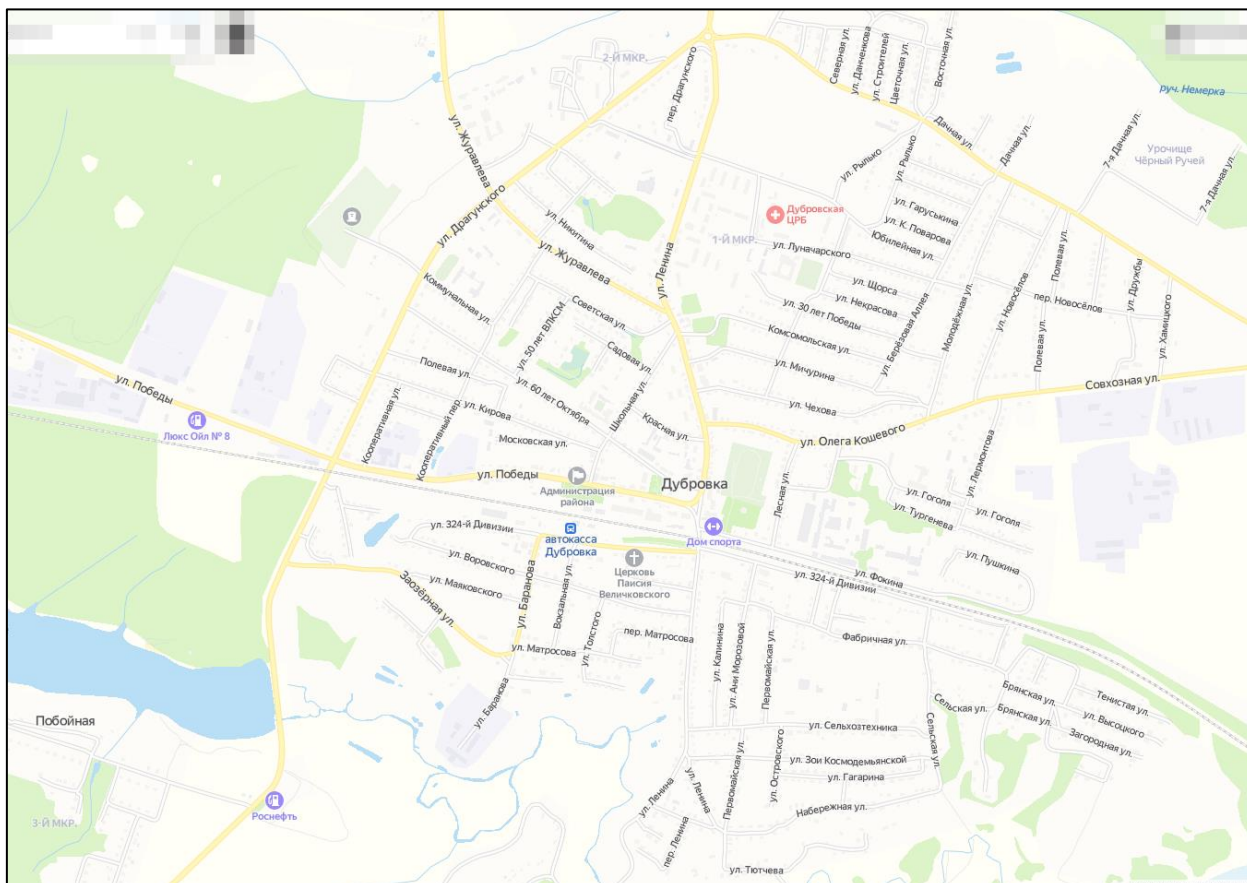 2-Й МКР.
пер. Драгунского
Северная ул.
ул. Данченкова
ул. Строителей
Цветочная ул.
Восточная ул.
руч. Немерка
ул. Журавлева
Дачная ул.
Дачная ул.
7-я Дачная ул.
Урочище
Чёрный Ручей
7-я Дачная ул.
ул. Рылько
ул. Рылько
ул. Драгунского
ул. Никитина
Дубровская
ЦРБ
ул. Гаруськина
ул. К. Поварова
Юбилейная ул.
1-Й МКР.
ул. Луначарского
ул. Журавлева
ул. Ленина
Полевая ул.
Коммунальная ул.
Советская ул.
ул. Щорса
ул. Некрасова
ул. 30 лет Победы
ул. Новосёлов
пер. Новосёлов
ул. Дружбы
ул. Хамицкого
ул. 50 лет ВЛКСМ
Садовая ул.
Комсомольская ул.
ул. Берёзовая Аллея
Молодёжная ул.
Полевая ул.
ул. Победы
Полевая ул.
ул. 60 лет Октября
Школьная ул.
ул. Мичурина
Совхозная ул.
Люкс Ойл № 8
Кооперативная ул.
Кооперативный пер.
ул. Кирова
Красная ул.
ул. Чехова
ул. Олега Кошевого
Московская ул.
ул. Победы
Администрация
района
Дубровка
Лесная ул.
ул. Лермонтова
ул. Гоголя
ул. Гоголя
ул. Тургенева
ул. 324-й Дивизии
автокасса
Дубровка
Дом спорта
ул. Пушкина
ул. Воровского
Церковь
Паисия
Величковского
ул. Фокина
ул. 324-й Дивизии
Заозёрная ул.
ул. Маяковского
ул. Баранова
Вокзальная ул.
ул. Толстого
пер. Матросова
ул. Матросова
ул. Калинина
ул. Ани Морозовой
Первомайская ул.
Фабричная ул.
ул. Баранова
Побойная
Сельская ул.
Сельская ул.
Брянская ул.
Брянская ул.
Тенистая ул.
ул. Высоцкого
Загородная ул.
ул. Сельхозтехника
ул. Зои Космодемьянской
ул. Гагарина
Первомайская ул.
ул. Островского
Набережная ул.
ул. Ленина
ул. Ленина
пер. Ленина
Роснефть
3-Й МКР.
ул. Тютчева